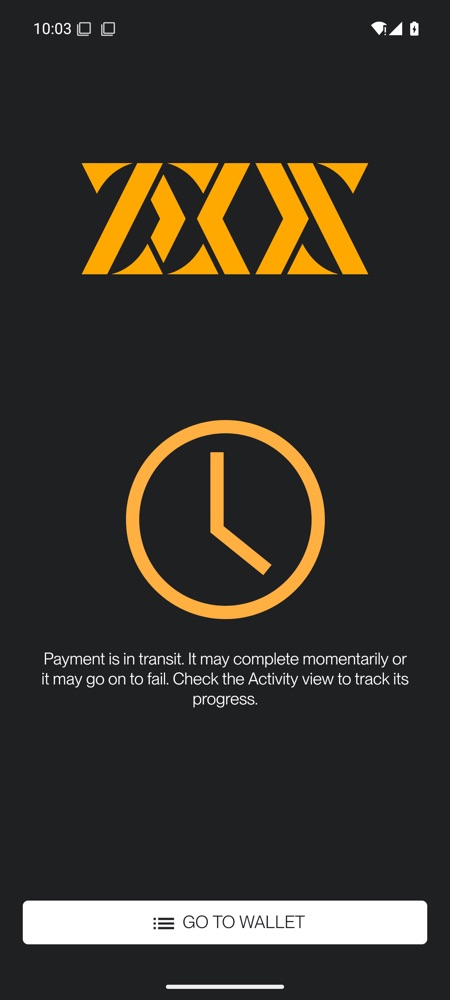 10:03
Payment is in transit. It may complete momentarily or
it may go on to fail. Check the Activity view to track its
progress.
GO TO WALLET